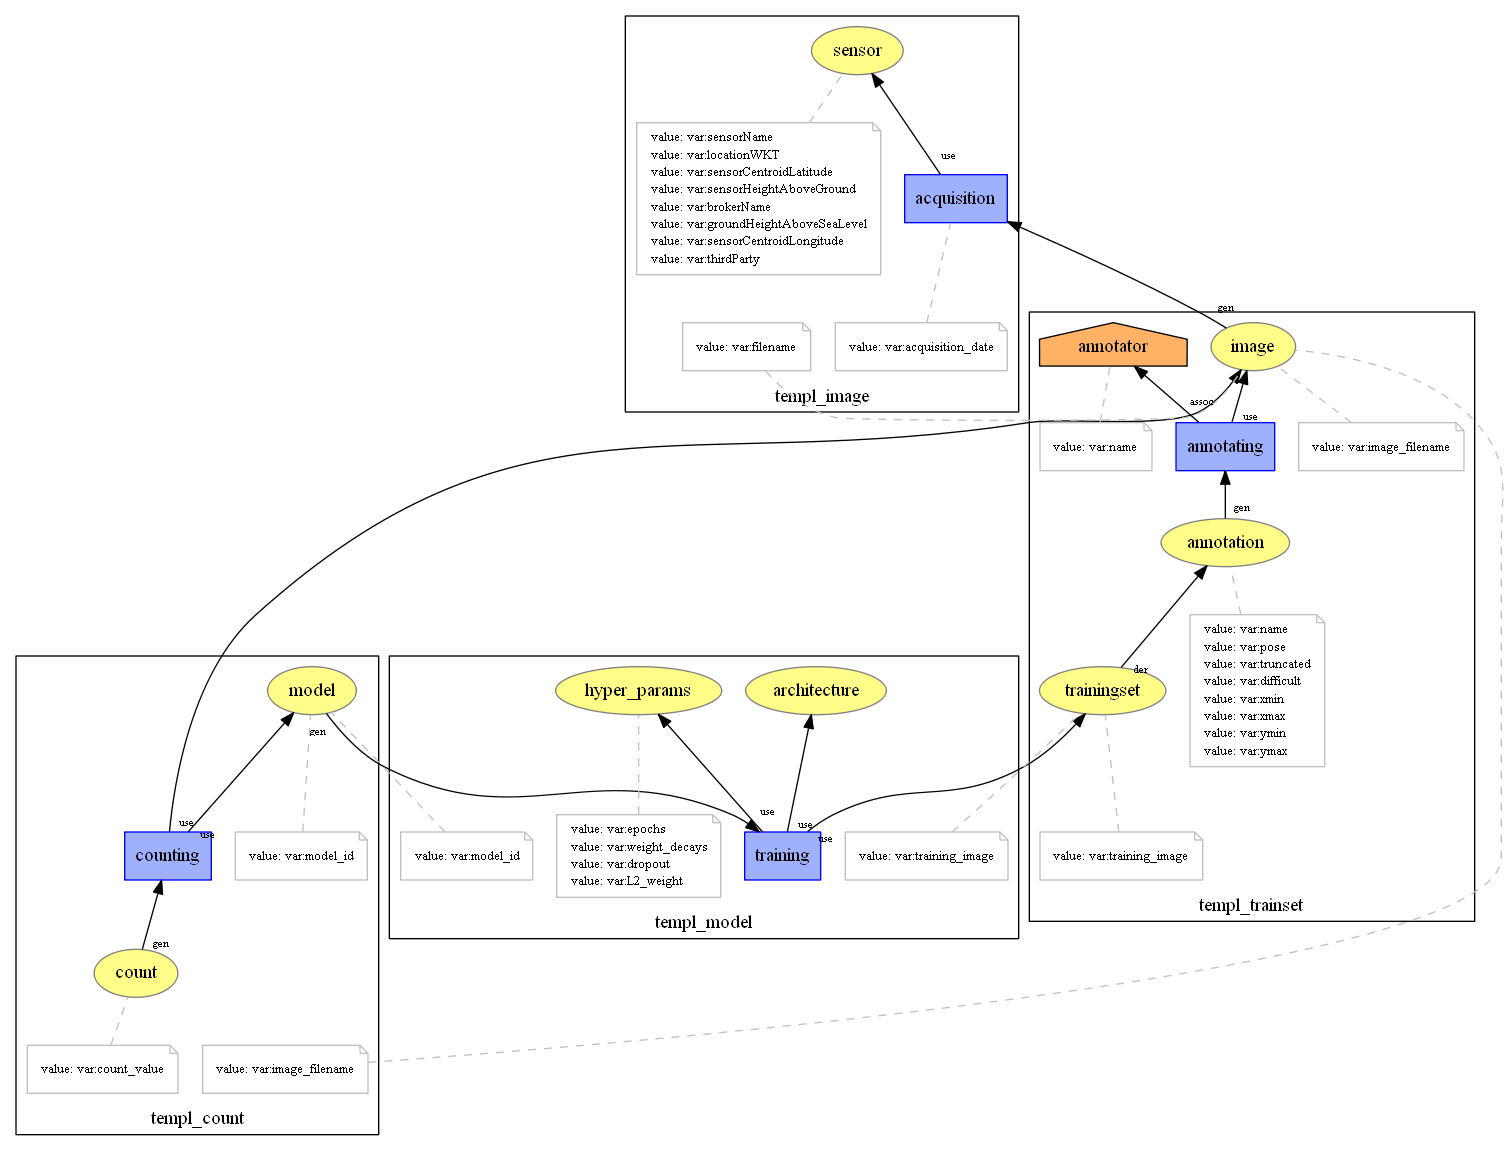 sensor
value: var:sensorName
value: var:locationWKT
value: var:sensorCentroidLatitude
value: var:sensorHeightAboveGround
value: var:brokerName
value: var:groundHeightAboveSeaLevel
value: var:sensorCentroidLongitude
value: var:thirdParty
use
acquisition
gen
value: var:filename
value: var:acquisition_date
templ_image
annotator
image
assoc
use
value: var:name
annotating
value: var:image_filename
gen
annotation
value: var:name
value: var:pose
value: var:truncated
value: var:difficult
value: var:xmin
value: var:xmax
value: var:ymin
value: var:ymax
der
trainingset
value: var:training_image
templ_trainset
hyper_params
architecture
use
use
use
value: var:model_id
value: var:epochs
value: var:weight_decays
value: var:dropout
value: var:L2_weight
training
value: var:training_image
templ_model
model
gen
use
use
counting
value: var:model_id
gen
count
value: var:count_value
value: var:image_filename
templ_count